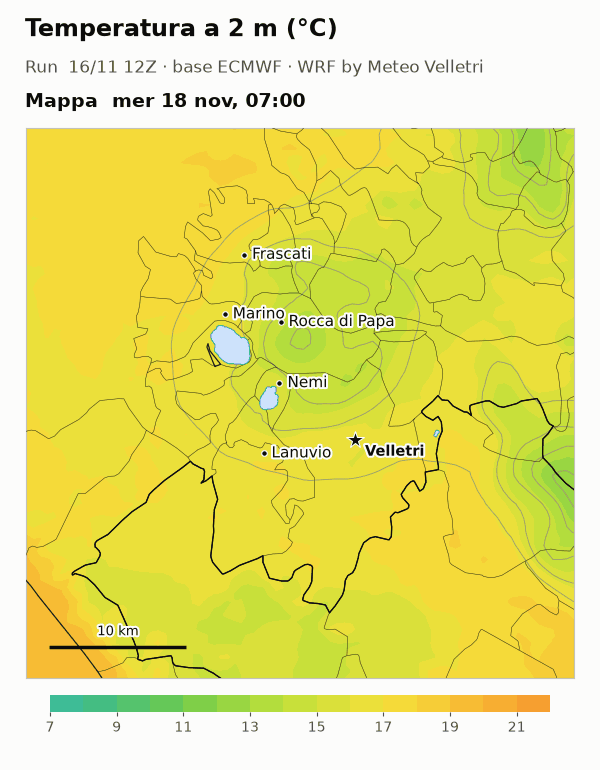 Temperatura a 2 m (°C)
Run  16/11 12Z · base ECMWF · WRF by Meteo Velletri
Mappa  mer 18 nov, 07:00
Frascati
Marino
Rocca di Papa
Nemi
Velletri
Lanuvio
10 km
7 9 11 13 15 17 19 21